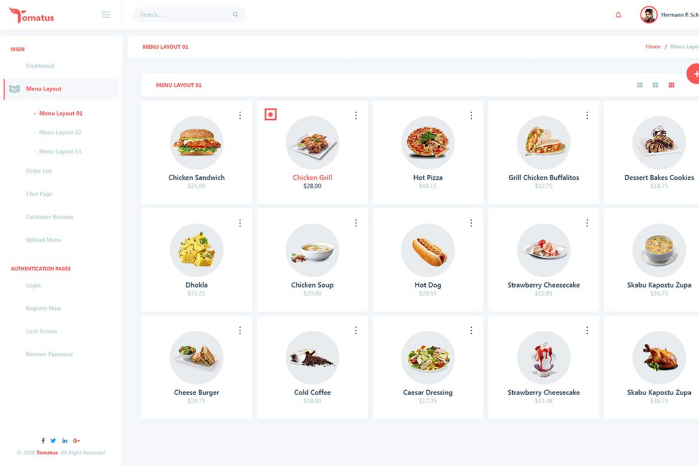 Tomatus
Search...
Hermann P. Sch
MAIN
Dashboard
Menu Layout
Menu Layout 01
Menu Layout 02
Menu Layout 03
Order List
Chef Page
Customer Reviews
Upload Menu
AUTHENTICATION PAGES
Login
Register Now
Lock Screen
Recover Password
© 2019 Tomatus. All Right Reserved
MENU LAYOUT 01
Home / Menu Layou
MENU LAYOUT 01
Chicken Sandwich
$25.00
Chicken Grill
$28.00
Hot Pizza
$48.15
Grill Chicken Buffalitos
$32.75
Dessert Bakes Cookies
$18.75
Dhokla
$15.25
Chicken Soup
$29.00
Hot Dog
$28.55
Strawberry Cheesecake
$32.85
Skabu Kapostu Zupa
$36.75
Cheese Burger
$29.75
Cold Coffee
$18.00
Caesar Dressing
$17.35
Strawberry Cheesecake
$43.48
Skabu Kapostu Zupa
$36.75